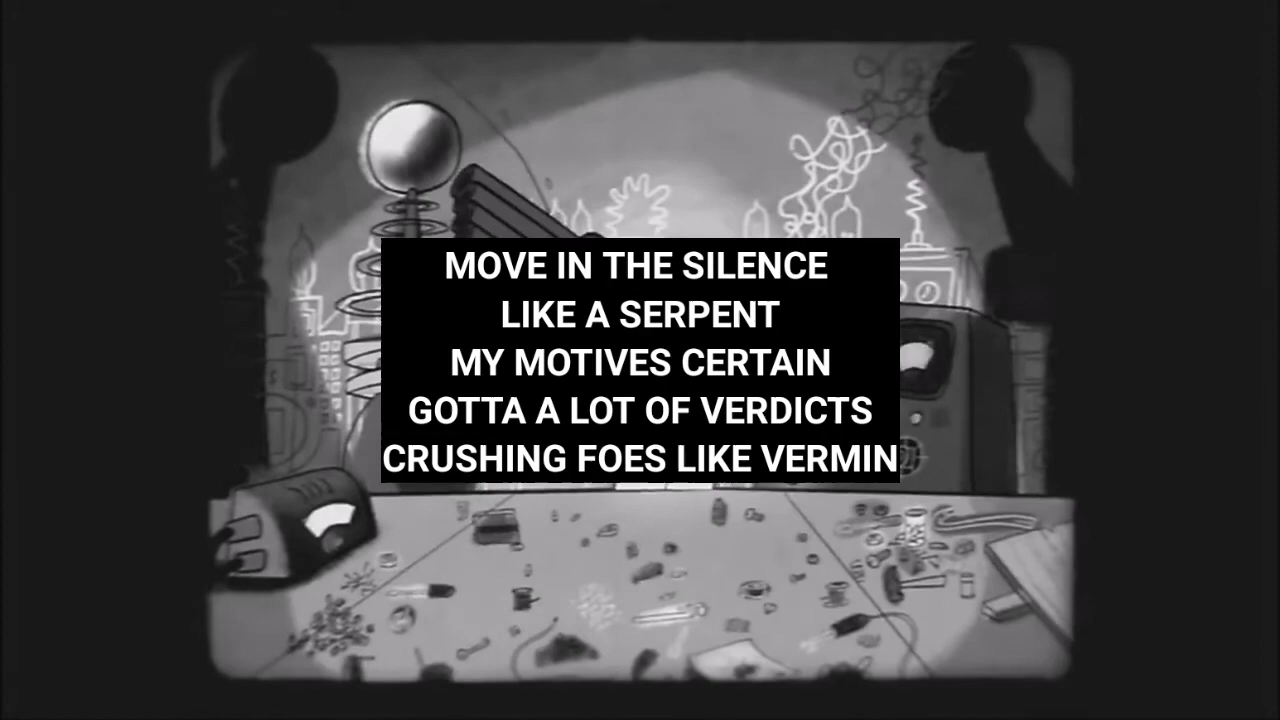 MOVE IN THE SILENCE
LIKE A SERPENT
MY MOTIVES CERTAIN
GOTTA A LOT OF VERDICTS
CRUSHING FOES LIKE VERMIN